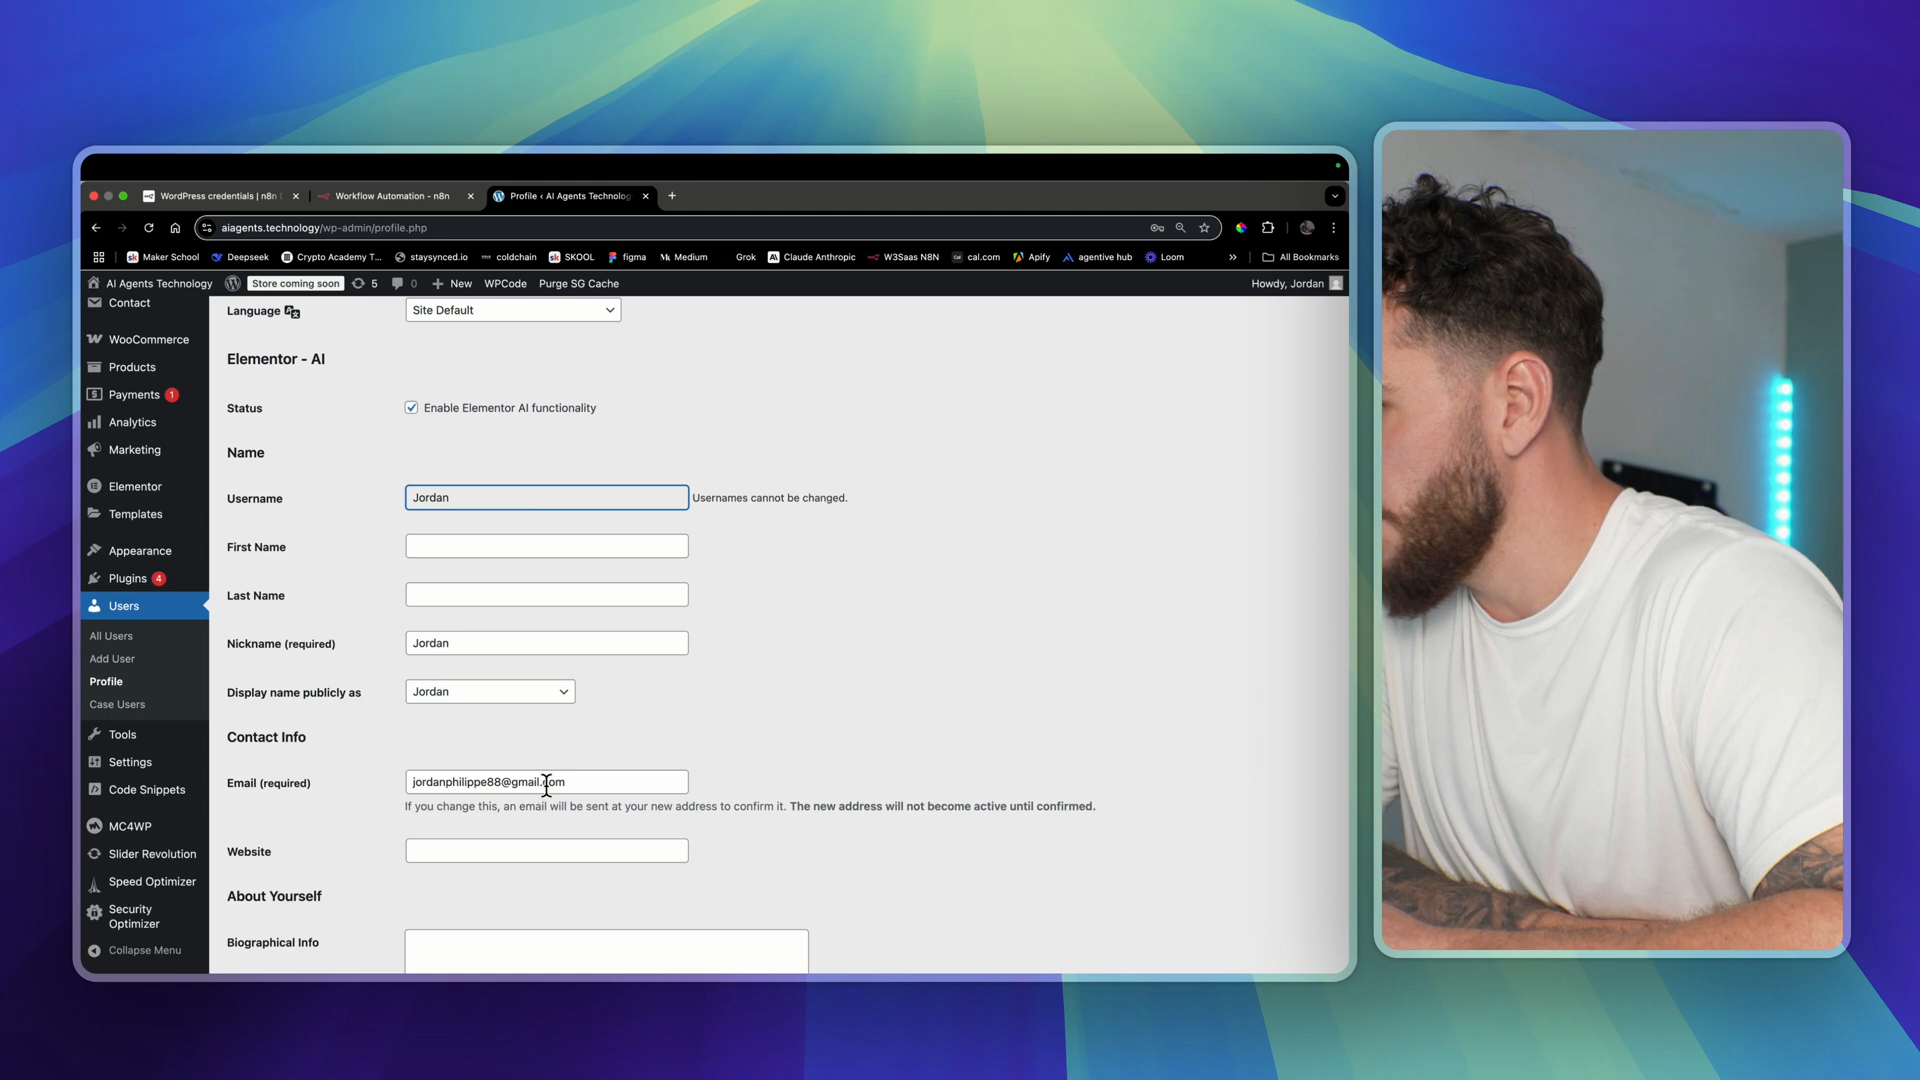 WordPress credentials | n8n
Workflow Automation - n8n
Profile ‹ AI Agents Technolog
aiagents.technology/wp-admin/profile.php
Maker School
Deepseek
Crypto Academy T...
staysynced.io
coldchain
SKOOL
figma
Medium
Grok
Claude Anthropic
W3Saas N8N
cal.com
Apify
agentive hub
Loom
»
All Bookmarks
AI Agents Technology
Store coming soon
5
0
New
WPCode
Purge SG Cache
Howdy, Jordan
Contact
WooCommerce
Products
Payments 1
Analytics
Marketing
Elementor
Templates
Appearance
Plugins 4
Users
All Users
Add User
Profile
Case Users
Tools
Settings
Code Snippets
MC4WP
Slider Revolution
Speed Optimizer
Security
Optimizer
Collapse Menu
Language
Site Default
Elementor - AI
Status
Enable Elementor AI functionality
Name
Username
Jordan
Usernames cannot be changed.
First Name
Last Name
Nickname (required)
Jordan
Display name publicly as
Jordan
Contact Info
Email (required)
jordanphilippe88@gmail.com
If you change this, an email will be sent at your new address to confirm it. The new address will not become active until confirmed.
Website
About Yourself
Biographical Info